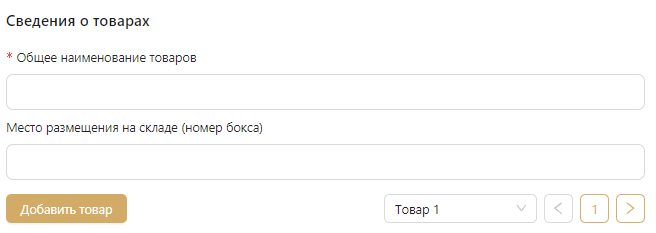 Сведения о товарах
* Общее наименование товаров
Место размещения на складе (номер бокса)
Добавить товар Товар 1 < 1 >